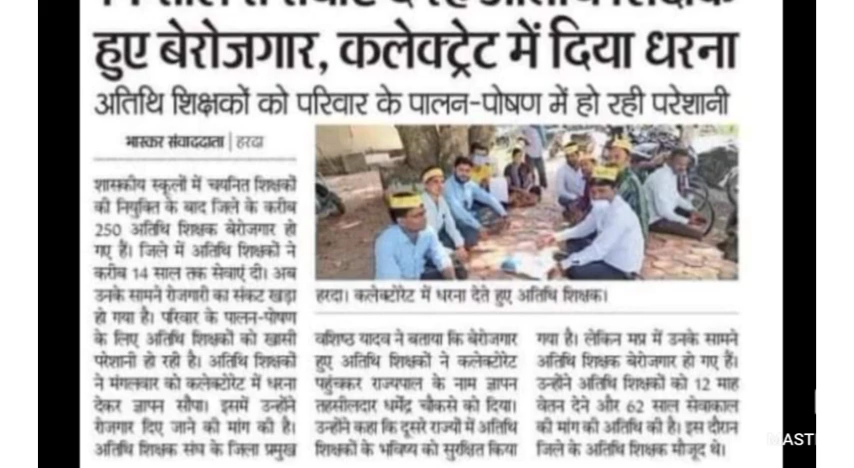 14 साल से सेवाएं दे रहे अतिथि शिक्षक
हुए बेरोजगार, कलेक्ट्रेट में दिया धरना
अतिथि शिक्षकों को परिवार के पालन-पोषण में हो रही परेशानी
भास्कर संवाददाता | हरदा
शासकीय स्कूलों में चयनित शिक्षकों
की नियुक्ति के बाद जिले के करीब
250 अतिथि शिक्षक बेरोजगार हो
गए हैं। जिले में अतिथि शिक्षकों ने
करीब 14 साल तक सेवाएं दी। अब
उनके सामने रोजगारी का संकट खड़ा
हो गया है। परिवार के पालन-पोषण
के लिए अतिथि शिक्षकों को खासी
परेशानी हो रही है। अतिथि शिक्षकों
ने मंगलवार को कलेक्टोरेट में धरना
देकर ज्ञापन सौंपा। इसमें उन्होंने
रोजगार दिए जाने की मांग की है।
अतिथि शिक्षक संघ के जिला प्रमुख
हरदा। कलेक्टोरेट में धरना देते हुए अतिथि शिक्षक।
वशिष्ठ यादव ने बताया कि बेरोजगार
हुए अतिथि शिक्षकों ने कलेक्टोरेट
पहुंचकर राज्यपाल के नाम ज्ञापन
तहसीलदार धर्मेंद्र चौकसे को दिया।
उन्होंने कहा कि दूसरे राज्यों में अतिथि
शिक्षकों के भविष्य को सुरक्षित किया
गया है। लेकिन मप्र में उनके सामने
अतिथि शिक्षक बेरोजगार हो गए हैं।
उन्होंने अतिथि शिक्षकों को 12 माह
वेतन देने और 62 साल सेवाकाल
की मांग की अतिथि की है। इस दौरान
जिले के अतिथि शिक्षक मौजूद थे।
MAST